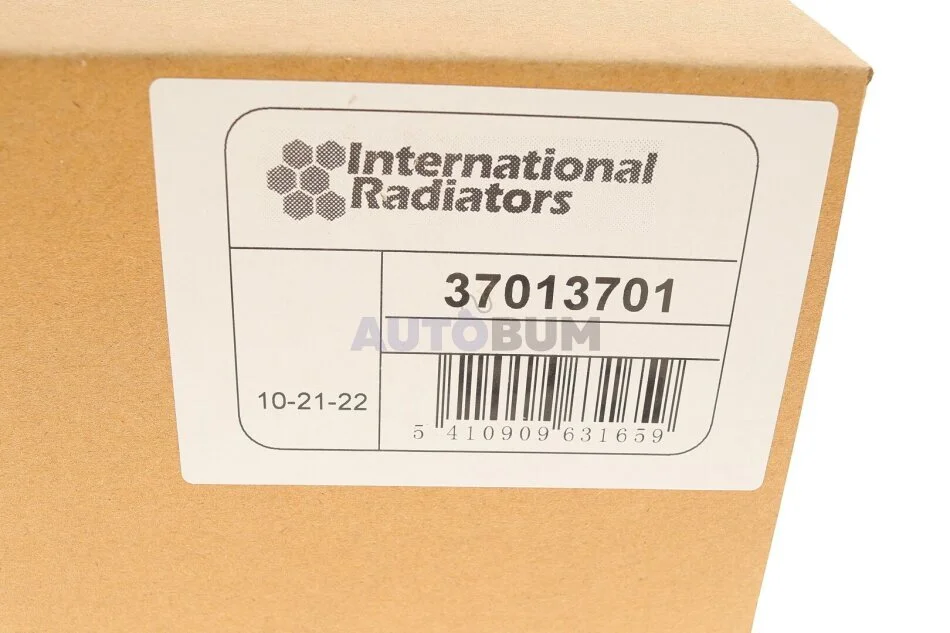 International
Radiators
37013701
AUTOBUM
10-21-22
5 410909 631659